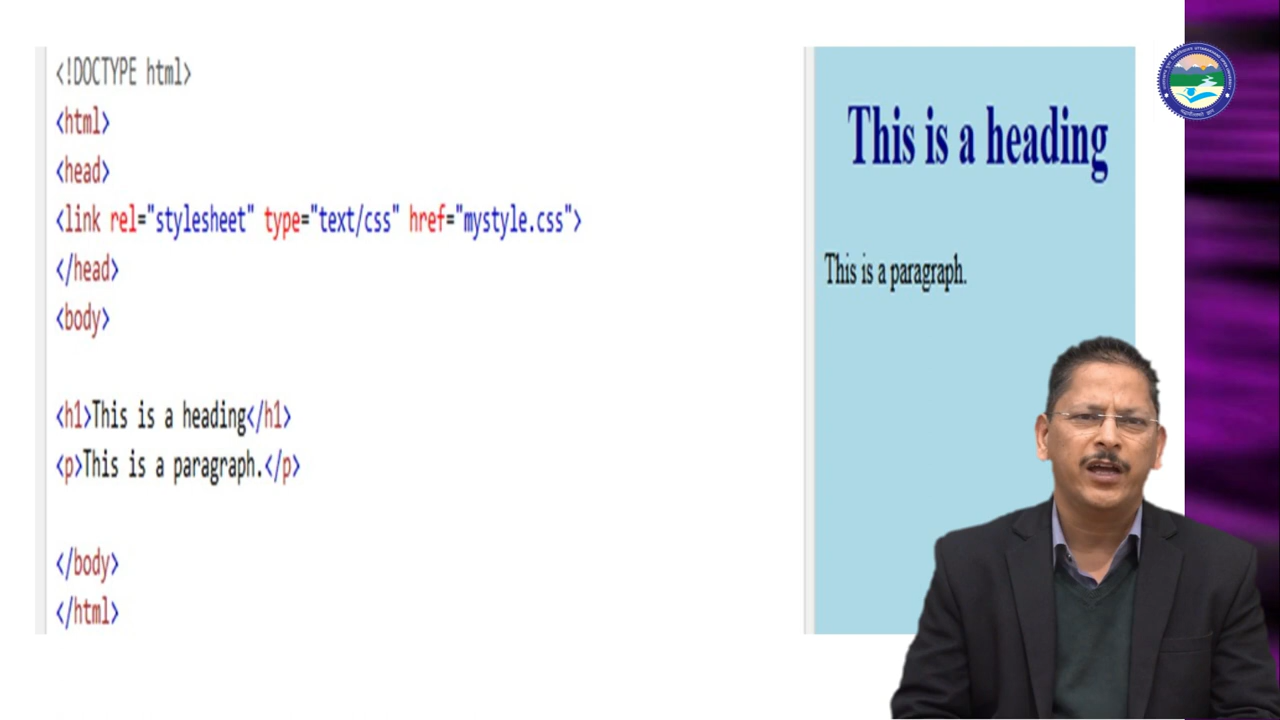 <!DOCTYPE html>
<html>
<head>
<link rel="stylesheet" type="text/css" href="mystyle.css">
</head>
<body>
<h1>This is a heading</h1>
<p>This is a paragraph.</p>
</body>
</html>
This is a heading
This is a paragraph.